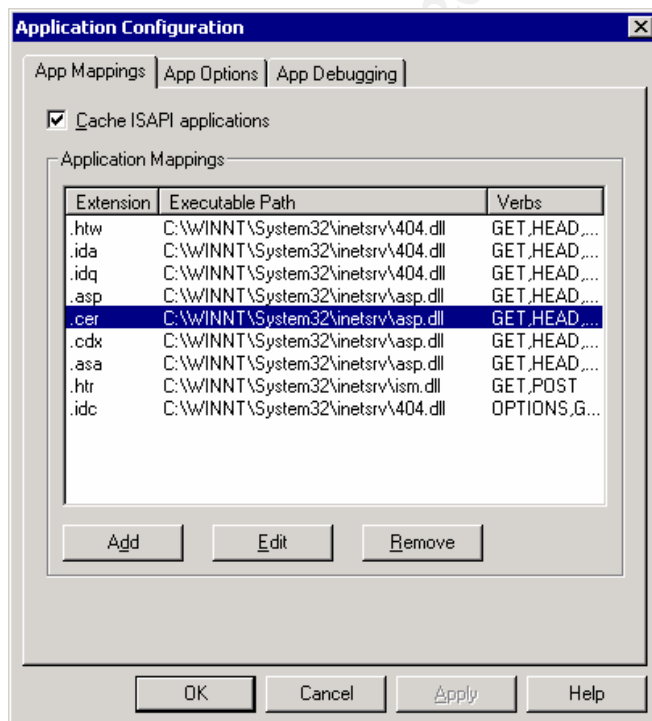 Application Configuration
App Mappings App Options App Debugging
Cache ISAPI applications
Application Mappings
Extension Executable Path Verbs
.htw C:\WINNT\System32\inetsrv\404.dll GET,HEAD,...
.ida C:\WINNT\System32\inetsrv\404.dll GET,HEAD,...
.idq C:\WINNT\System32\inetsrv\404.dll GET,HEAD,...
.asp C:\WINNT\System32\inetsrv\asp.dll GET,HEAD,...
.cer C:\WINNT\System32\inetsrv\asp.dll GET,HEAD,...
.cdx C:\WINNT\System32\inetsrv\asp.dll GET,HEAD,...
.asa C:\WINNT\System32\inetsrv\asp.dll GET,HEAD,...
.htr C:\WINNT\System32\inetsrv\ism.dll GET,POST
.idc C:\WINNT\System32\inetsrv\404.dll OPTIONS,G...
Add Edit Remove
OK Cancel Apply Help